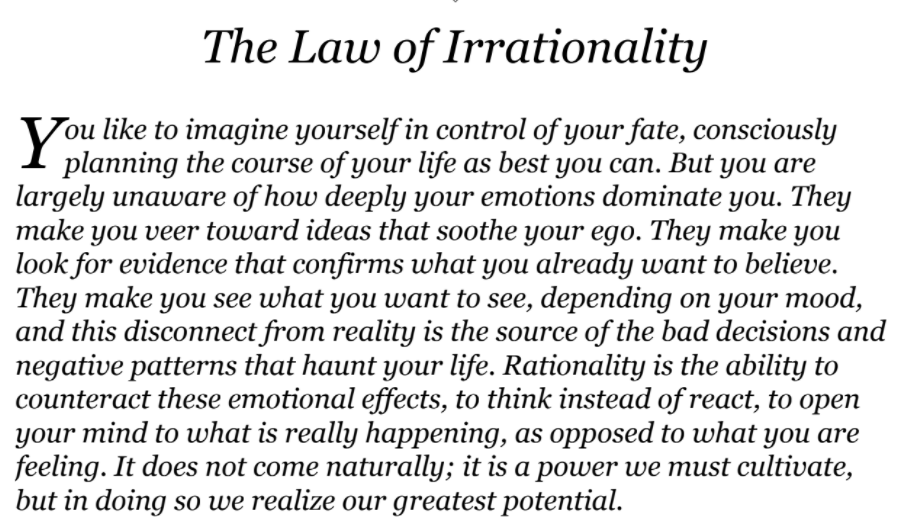 The Law of Irrationality
You like to imagine yourself in control of your fate, consciously
planning the course of your life as best you can. But you are
largely unaware of how deeply your emotions dominate you. They
make you veer toward ideas that soothe your ego. They make you
look for evidence that confirms what you already want to believe.
They make you see what you want to see, depending on your mood,
and this disconnect from reality is the source of the bad decisions and
negative patterns that haunt your life. Rationality is the ability to
counteract these emotional effects, to think instead of react, to open
your mind to what is really happening, as opposed to what you are
feeling. It does not come naturally; it is a power we must cultivate,
but in doing so we realize our greatest potential.